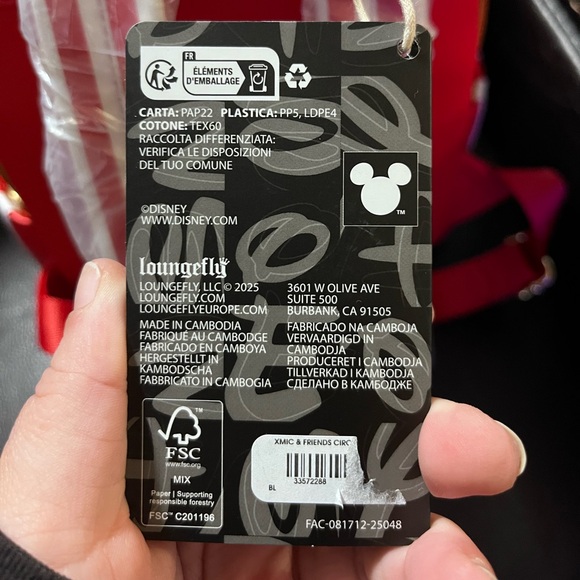 FR
ÉLÉMENTS
D'EMBALLAGE
CARTA: PAP22 PLASTICA: PP5, LDPE4
COTONE: TEX60
RACCOLTA DIFFERENZIATA:
VERIFICA LE DISPOSIZIONI
DEL TUO COMUNE
TM
©DISNEY
WWW.DISNEY.COM
loungefly
LOUNGEFLY, LLC © 2025
LOUNGEFLY.COM
LOUNGEFLYEUROPE.COM
3601 W OLIVE AVE
SUITE 500
BURBANK, CA 91505
MADE IN CAMBODIA
FABRIQUÉ AU CAMBODGE
FABRICADO EN CAMBOYA
HERGESTELLT IN
KAMBODSCHA
FABBRICATO IN CAMBOGIA
FABRICADO NA CAMBOJA
VERVAARDIGD IN
CAMBODJA
PRODUCERET I CAMBODJA
TILLVERKAD I KAMBODJA
СДЕЛАНО В КАМБОДЖЕ
TM
FSC
www.fsc.org
MIX
Paper | Supporting
responsible forestry
FSC™ C201196
XMIC & FRIENDS CIRC
33572288
BL
FAC-081712-25048